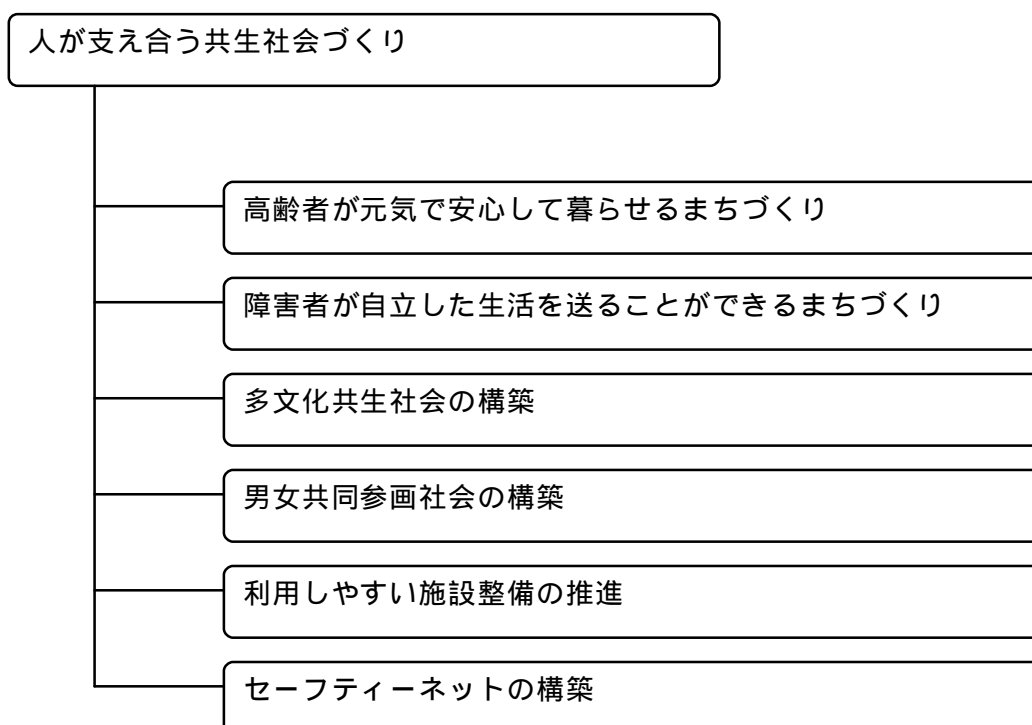 人が支え合う共生社会づくり
高齢者が元気で安心して暮らせるまちづくり
障害者が自立した生活を送ることができるまちづくり
多文化共生社会の構築
男女共同参画社会の構築
利用しやすい施設整備の推進
セーフティーネットの構築